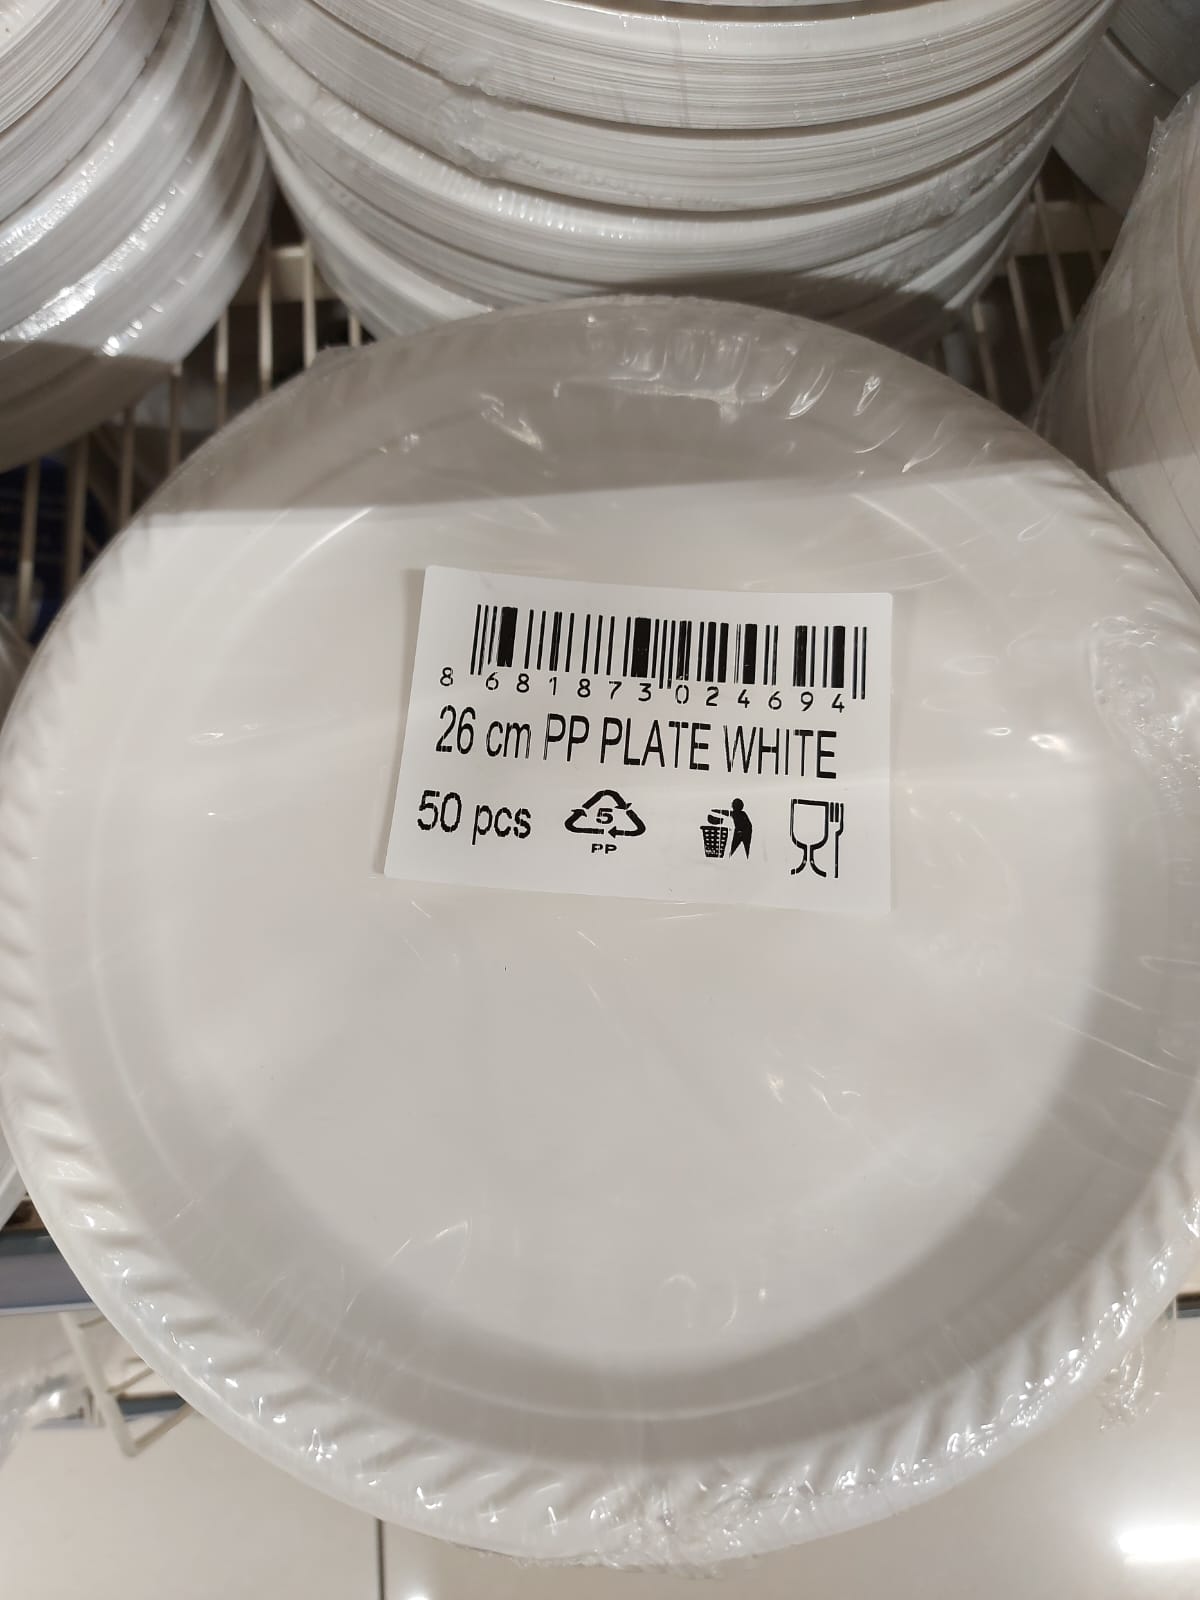 8 681873 024694
26 cm PP PLATE WHITE
50 pcs 5
PP